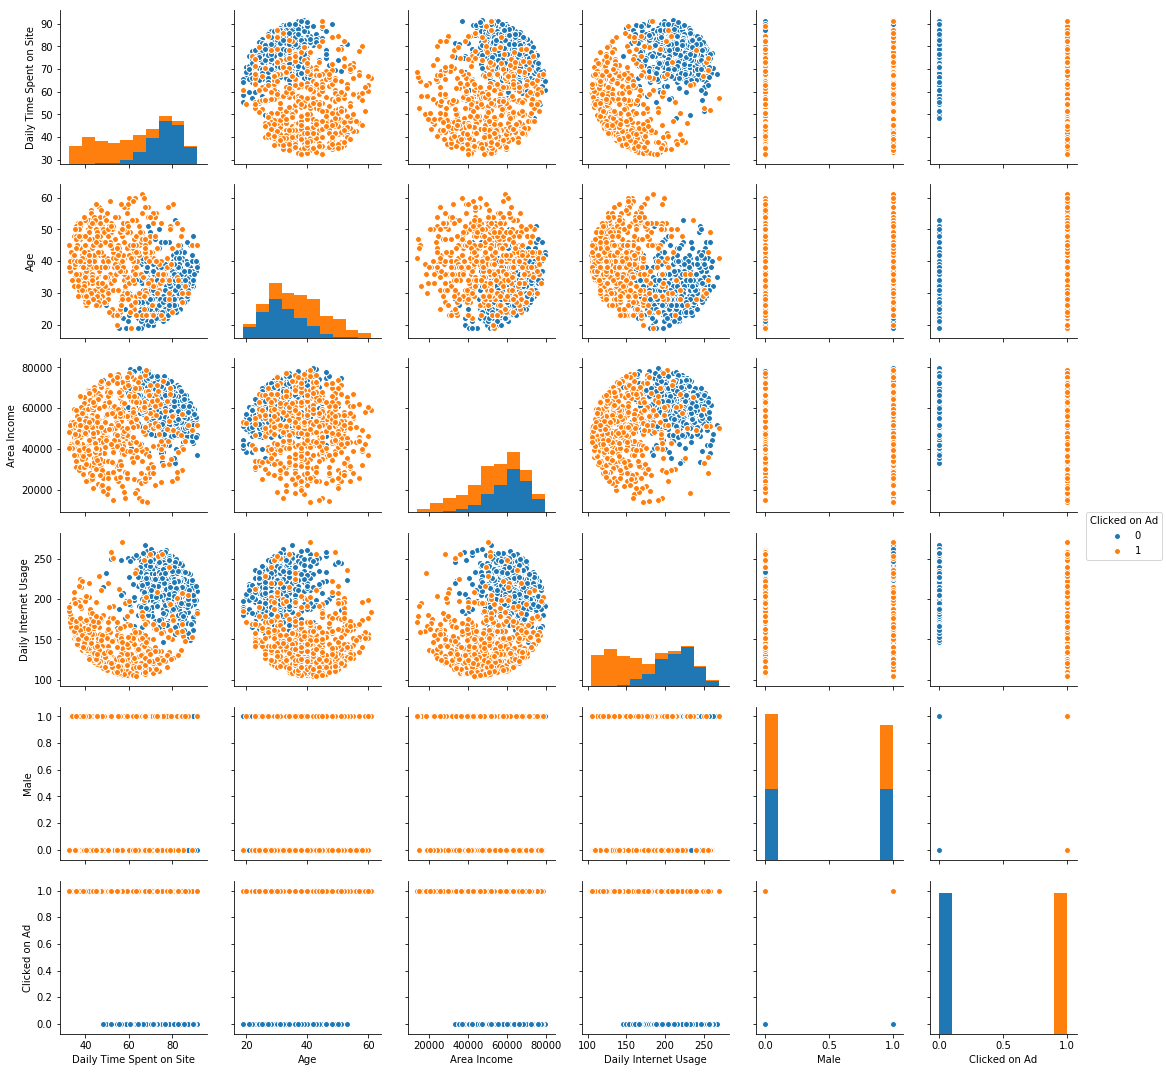 90
80
70
60
50
40
30
Daily Time Spent on Site
60
50
40
30
20
Age
80000
60000
40000
20000
Area Income
250
200
150
100
Daily Internet Usage
Clicked on Ad
0
1
1.0
0.8
0.6
0.4
0.2
0.0
Male
1.0
0.8
0.6
0.4
0.2
0.0
Clicked on Ad
40 60 80
20 40 60
20000 40000 60000 80000
100 150 200 250
0.0 0.5 1.0
0.0 0.5 1.0
Daily Time Spent on Site
Age
Area Income
Daily Internet Usage
Male
Clicked on Ad